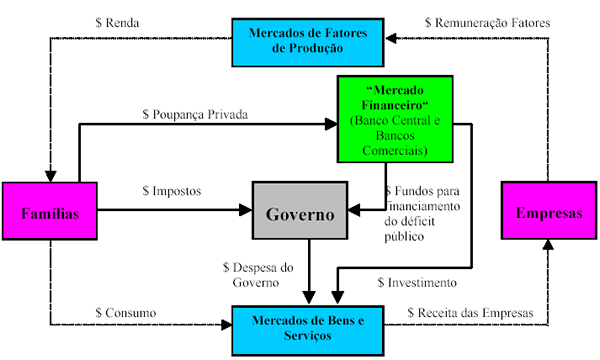 $ Renda
Mercados de Fatores
de Produção
$ Remuneração Fatores
“Mercado
Financeiro“
(Banco Central e
Bancos
Comerciais)
$ Poupança Privada
Famílias
$ Impostos
Governo
$ Fundos para
financiamento
do déficit
público
Empresas
$ Despesa do
Governo
$ Investimento
$ Consumo
Mercados de Bens e
Serviços
$ Receita das Empresas